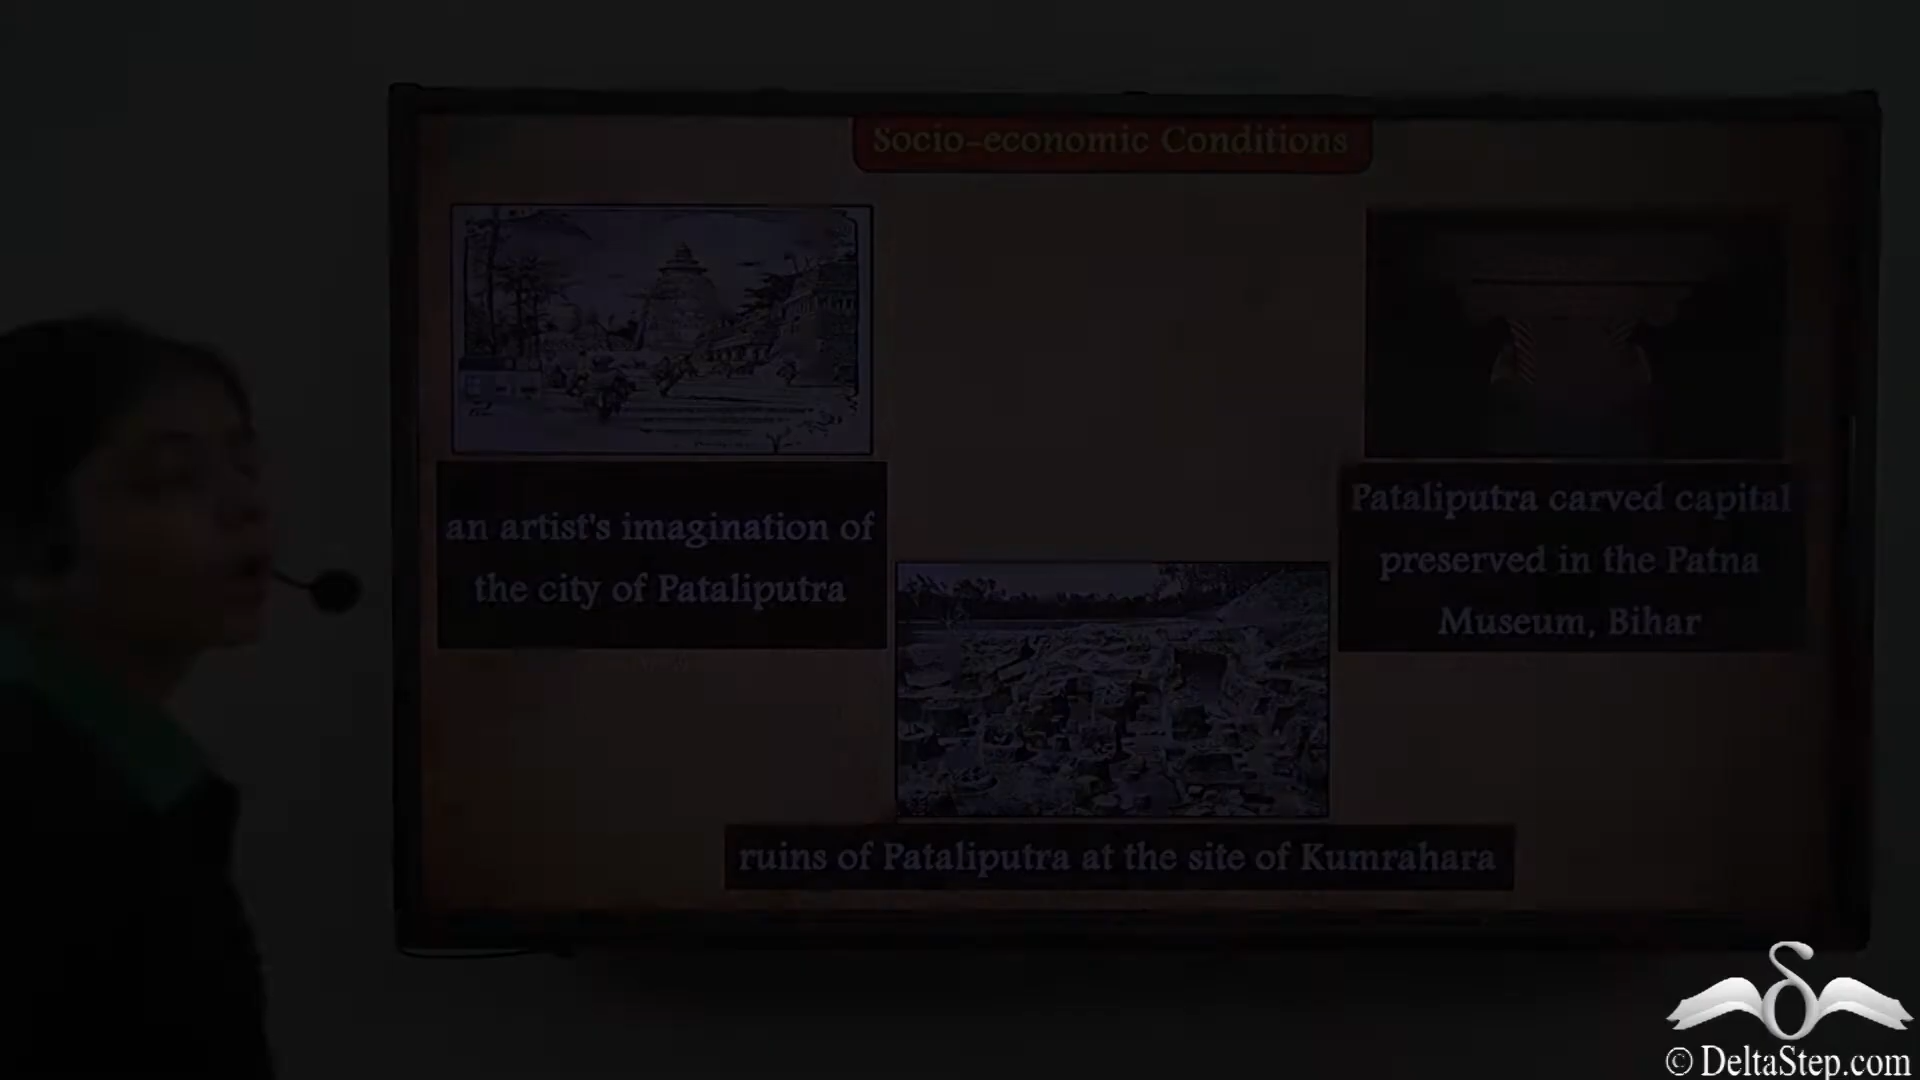 Socio-economic Conditions
an artist's imagination of
the city of Pataliputra
Pataliputra carved capital
preserved in the Patna
Museum, Bihar
ruins of Pataliputra at the site of Kumrahara
© DeltaStep.com